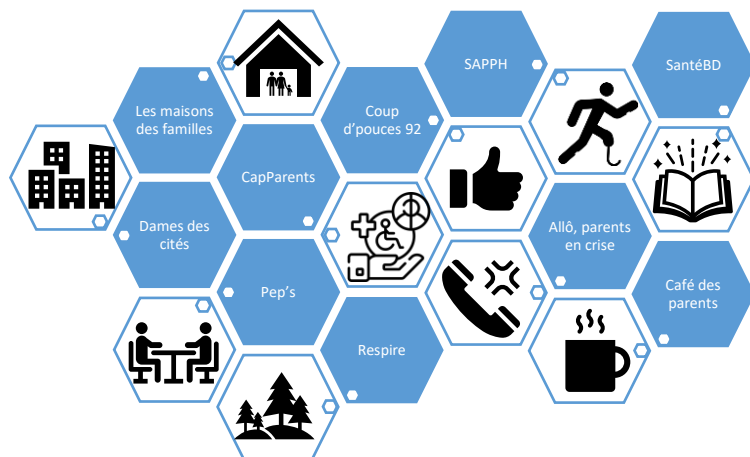 SAPPH
SantéBD
Les maisons
des familles
Coup
d'pouces 92
CapParents
Dames des
cités
Allô, parents
en crise
Pep's
Café des
parents
Respire